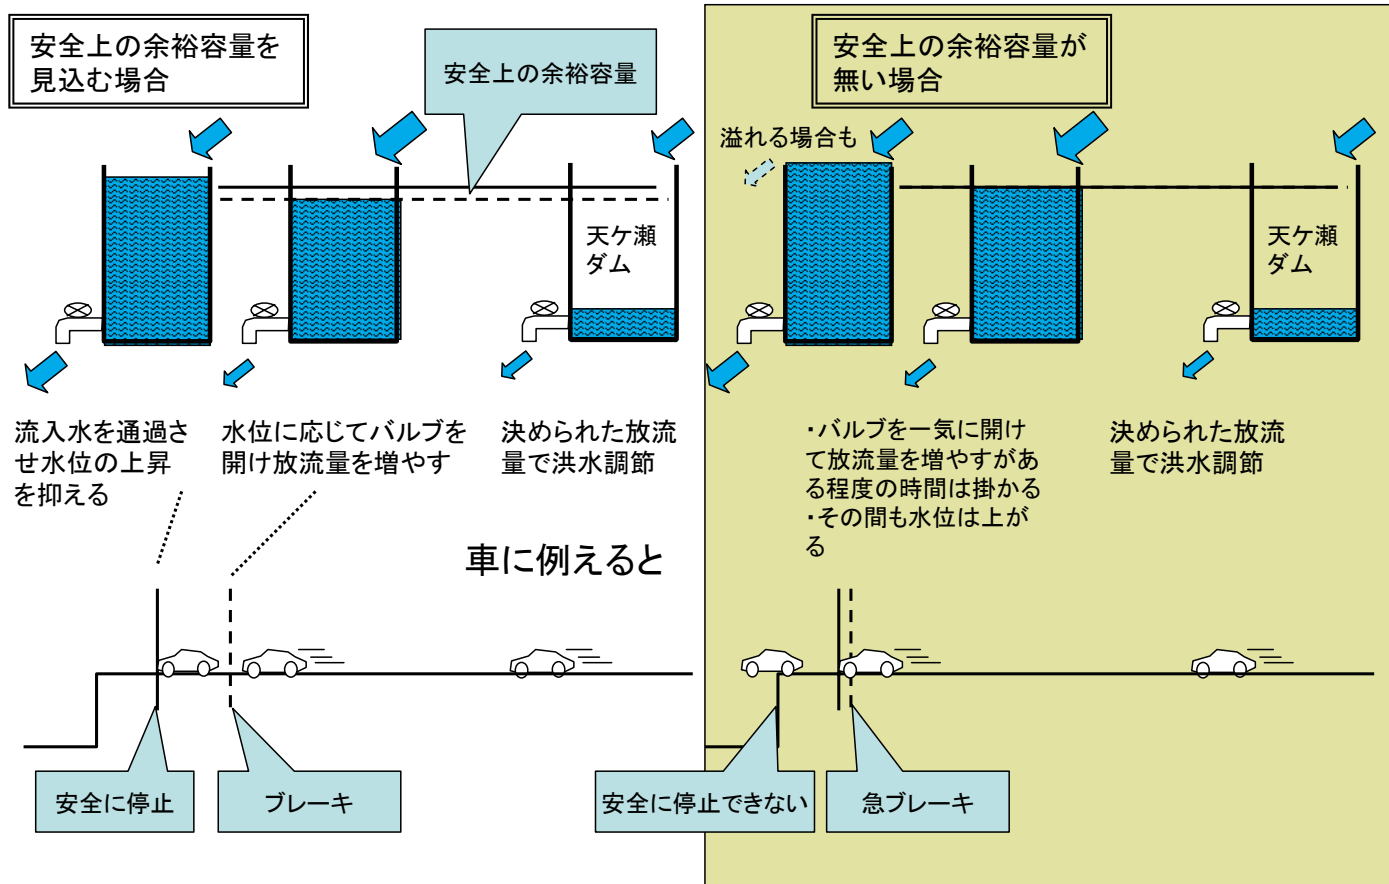 安全上の余裕容量を
見込む場合
安全上の余裕容量
天ケ瀬
ダム
流入水を通過さ
せ水位の上昇
を抑える
水位に応じてバルブを
開け放流量を増やす
決められた放流
量で洪水調節
車に例えると
安全に停止
ブレーキ
安全上の余裕容量が
無い場合
溢れる場合も
天ケ瀬
ダム
・バルブを一気に開け
て放流量を増やすがあ
る程度の時間は掛かる
・その間も水位は上が
る
決められた放流
量で洪水調節
安全に停止できない
急ブレーキ